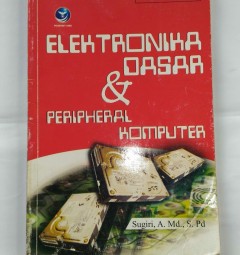 ELEKTRONIKA
DASAR
&
PERIPHERAL
KOMPUTER
Sugiri, A. Md., S. Pd